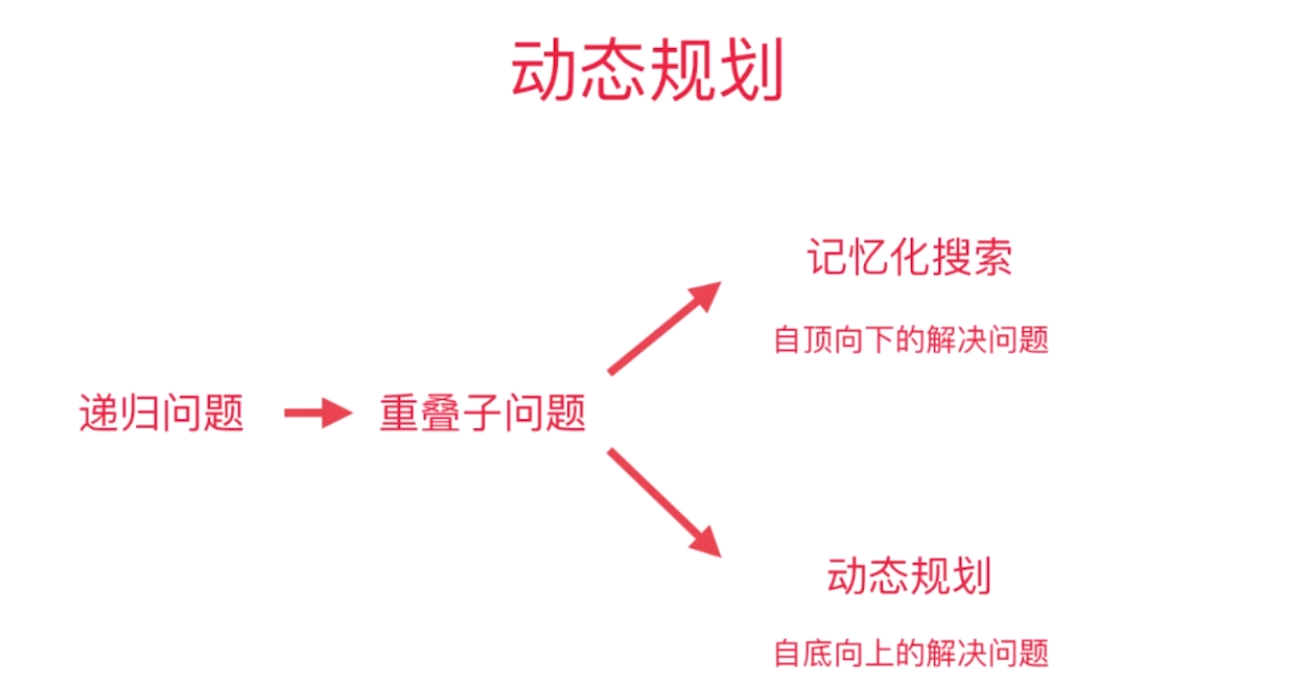 动态规划
记忆化搜索
自顶向下的解决问题
递归问题
重叠子问题
动态规划
自底向上的解决问题